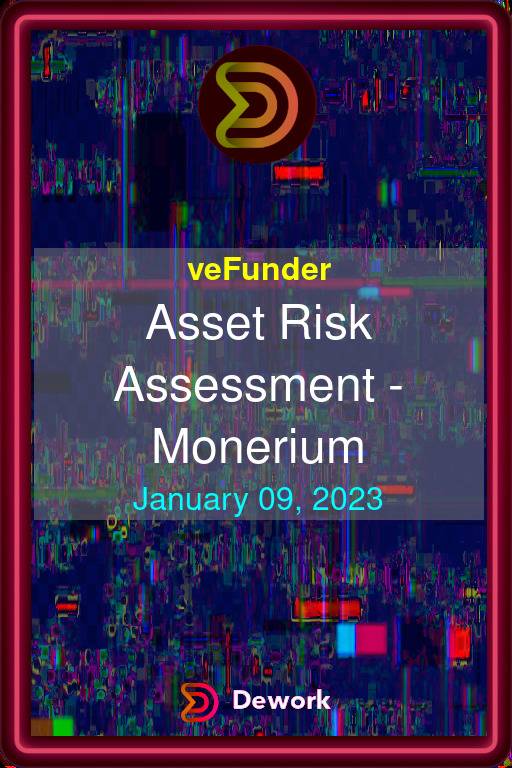 veFunder
Asset Risk
Assessment -
Monerium
January 09, 2023
Dework